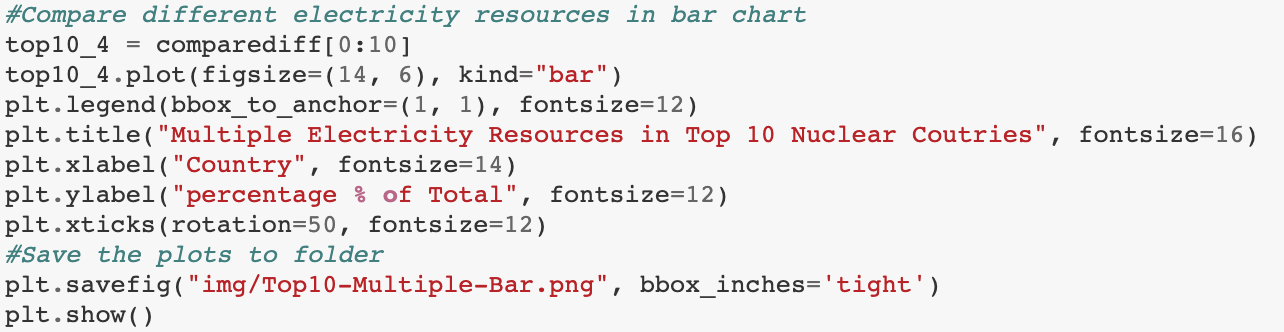 #Compare different electricity resources in bar chart
top10_4 = comparediff[0:10]
top10_4.plot(figsize=(14, 6), kind="bar")
plt.legend(bbox_to_anchor=(1, 1), fontsize=12)
plt.title("Multiple Electricity Resources in Top 10 Nuclear Coutries", fontsize=16)
plt.xlabel("Country", fontsize=14)
plt.ylabel("percentage % of Total", fontsize=12)
plt.xticks(rotation=50, fontsize=12)
#Save the plots to folder
plt.savefig("img/Top10-Multiple-Bar.png", bbox_inches='tight')
plt.show()